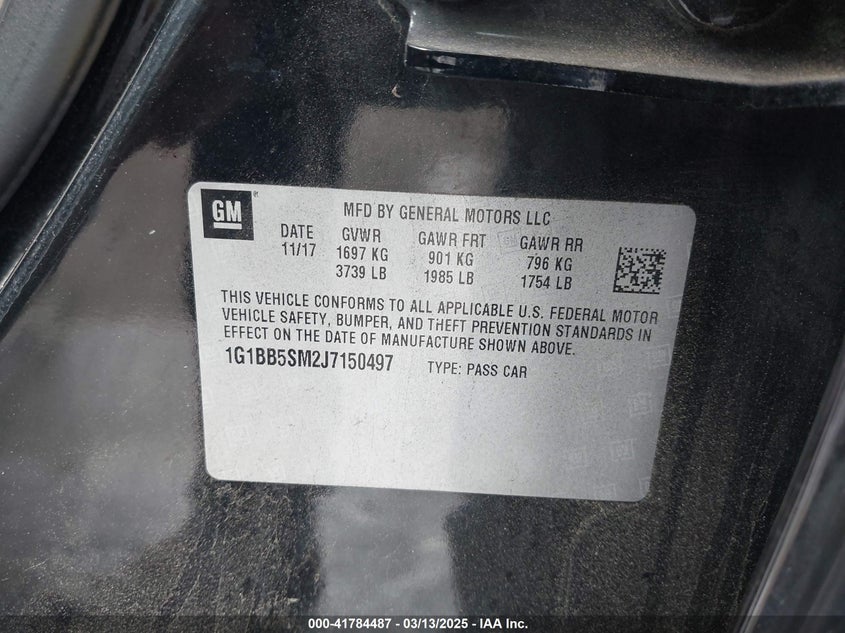 GM
MFD BY GENERAL MOTORS LLC
DATE GVWR GAWR FRT GAWR RR
11/17 1697 KG 901 KG 796 KG
3739 LB 1985 LB 1754 LB
THIS VEHICLE CONFORMS TO ALL APPLICABLE U.S. FEDERAL MOTOR
VEHICLE SAFETY, BUMPER, AND THEFT PREVENTION STANDARDS IN
EFFECT ON THE DATE OF MANUFACTURE SHOWN ABOVE.
1G1BB5SM2J7150497 TYPE: PASS CAR
000-41784487 - 03/13/2025 - IAA Inc.